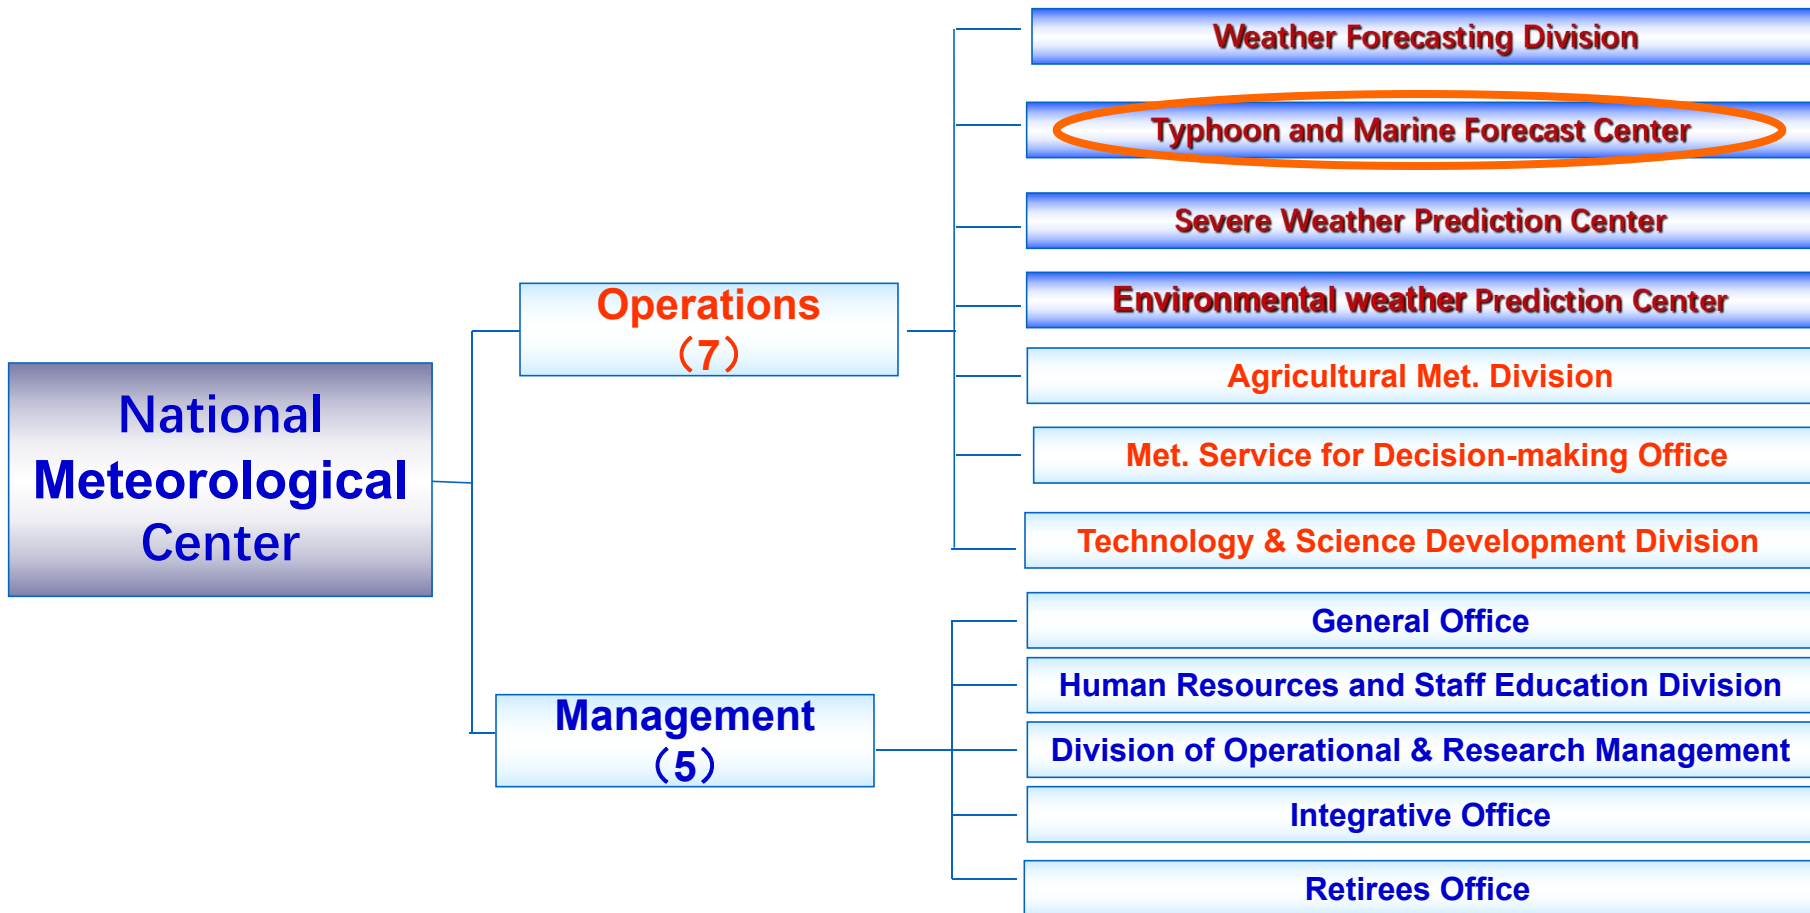 National
Meteorological
Center
Operations
（7）
Weather Forecasting Division
Typhoon and Marine Forecast Center
Severe Weather Prediction Center
Environmental weather Prediction Center
Agricultural Met. Division
Met. Service for Decision-making Office
Technology & Science Development Division
Management
（5）
General Office
Human Resources and Staff Education Division
Division of Operational & Research Management
Integrative Office
Retirees Office